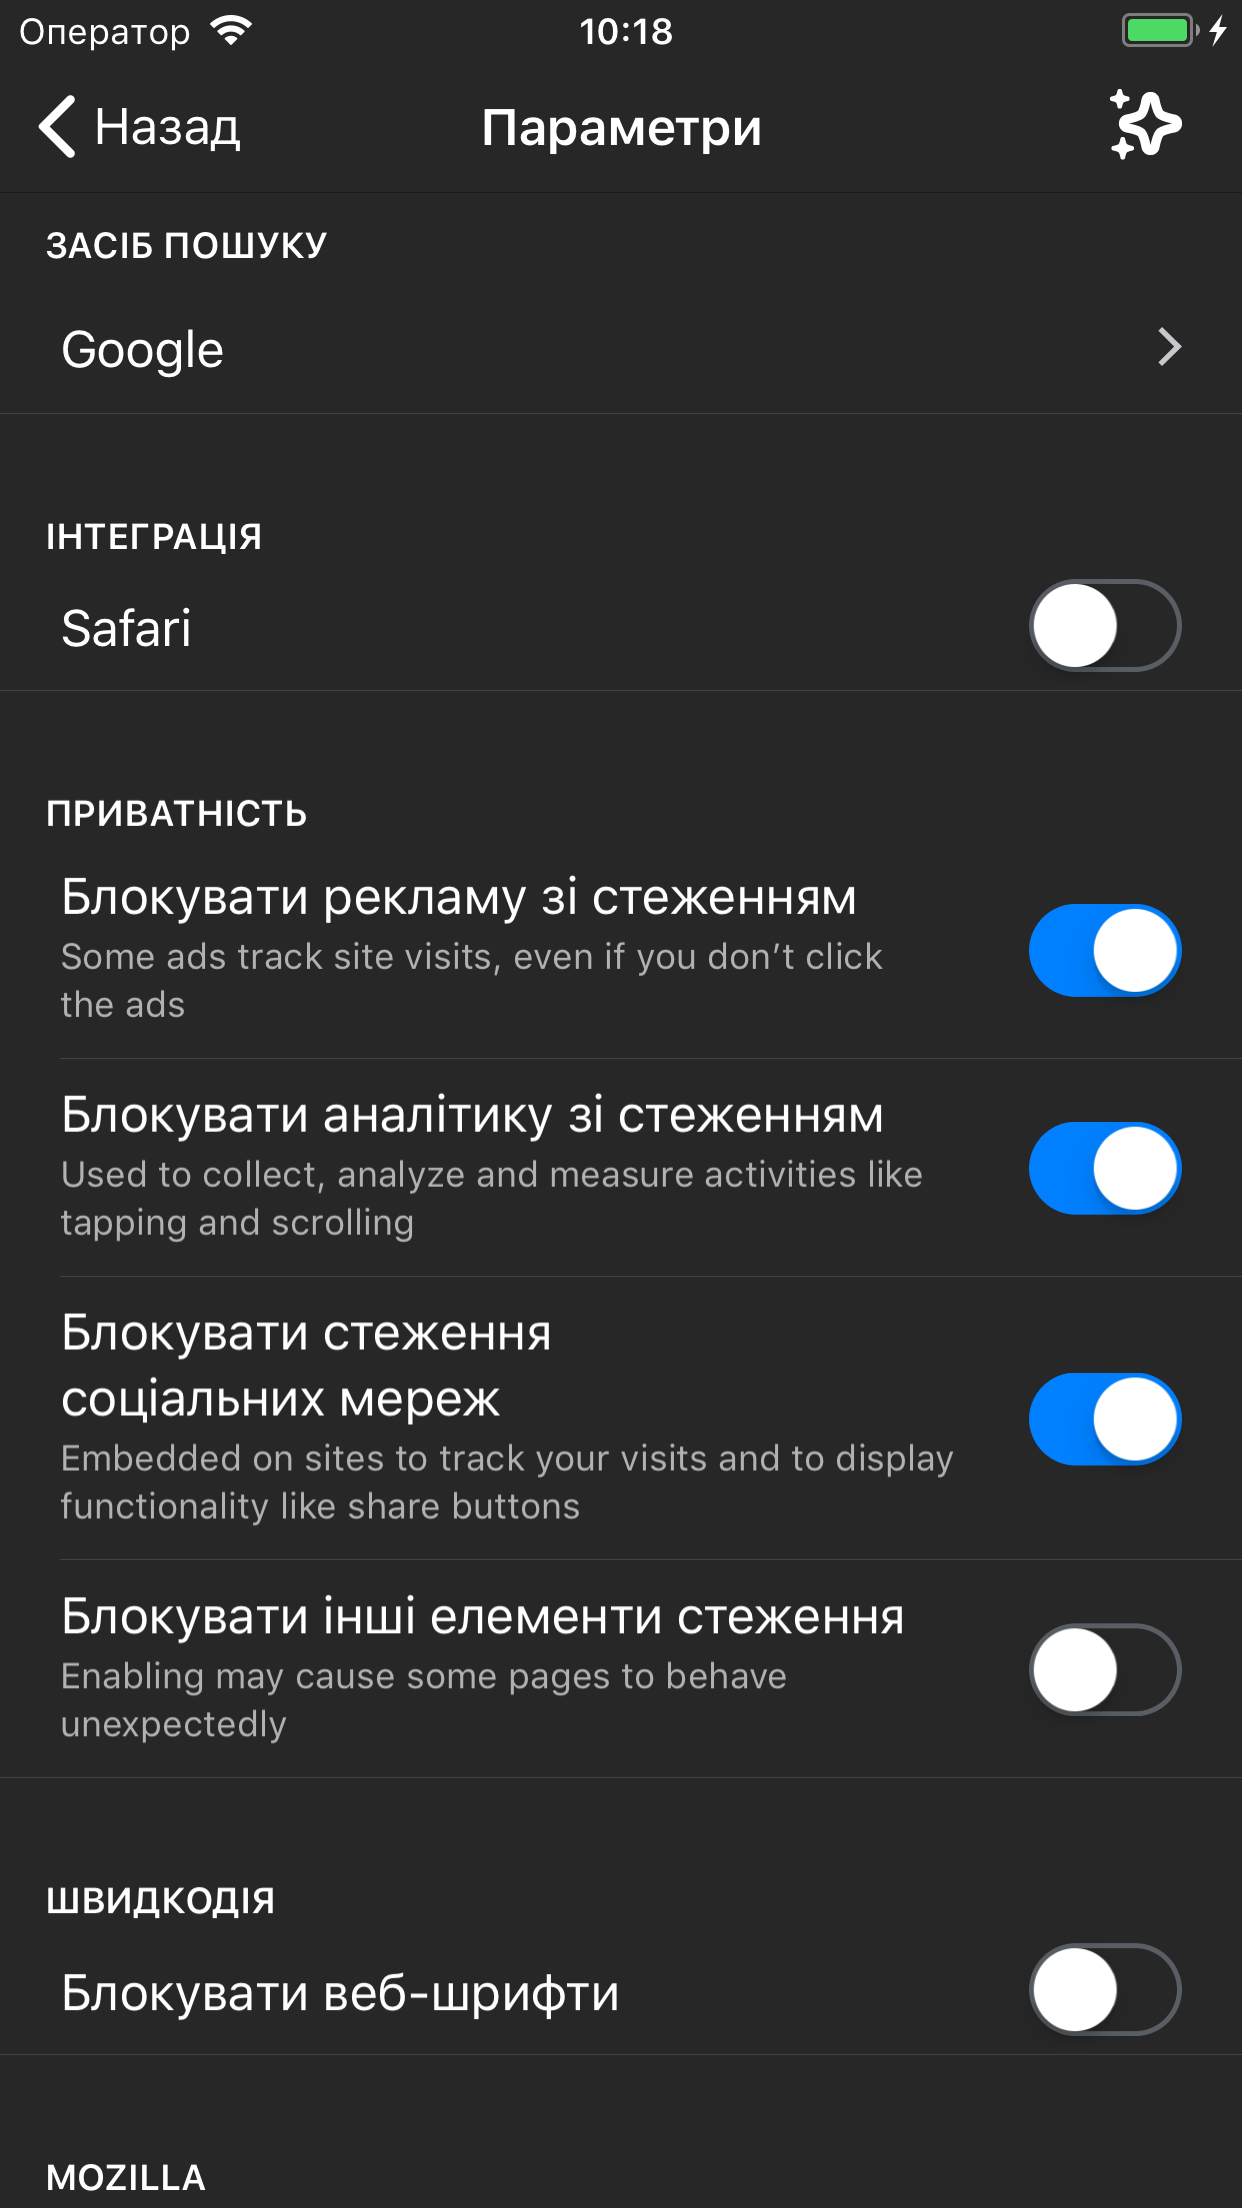 Оператор
10:18
Назад
Параметри
ЗАСІБ ПОШУКУ
Google
ІНТЕГРАЦІЯ
Safari
ПРИВАТНІСТЬ
Блокувати рекламу зі стеженням
Some ads track site visits, even if you don’t click
the ads
Блокувати аналітику зі стеженням
Used to collect, analyze and measure activities like
tapping and scrolling
Блокувати стеження
соціальних мереж
Embedded on sites to track your visits and to display
functionality like share buttons
Блокувати інші елементи стеження
Enabling may cause some pages to behave
unexpectedly
ШВИДКОДІЯ
Блокувати веб-шрифти
MOZILLA